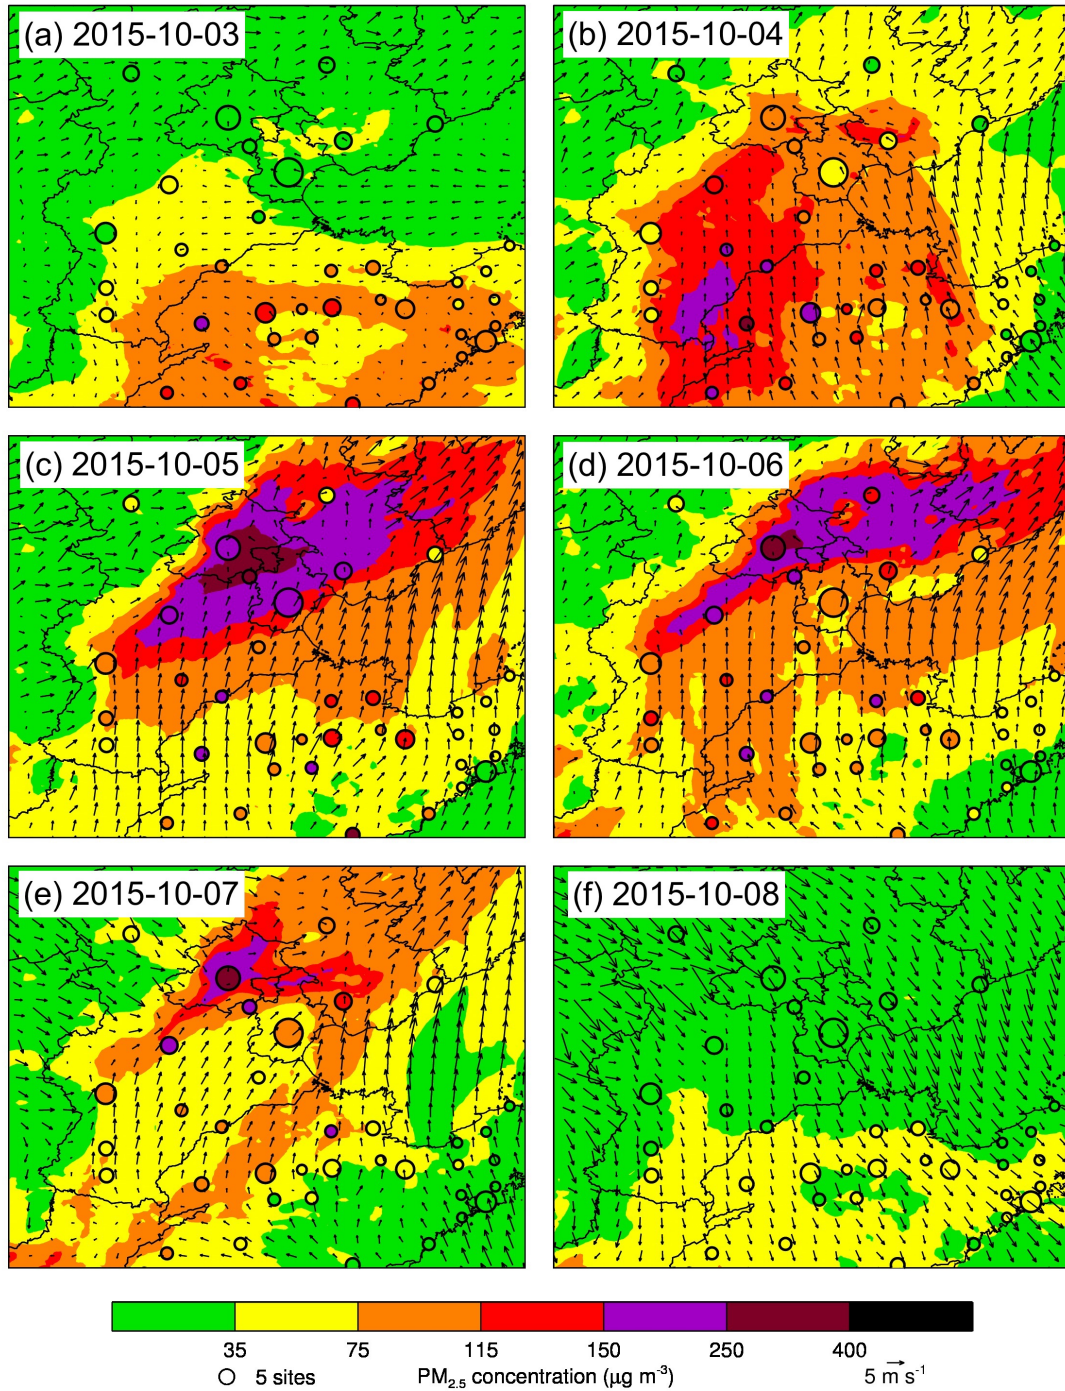 (a) 2015-10-03
(b) 2015-10-04
(c) 2015-10-05
(d) 2015-10-06
(e) 2015-10-07
(f) 2015-10-08
35 75 115 150 250 400
5 sites PM2.5 concentration (μg m-3) 5 m s-1